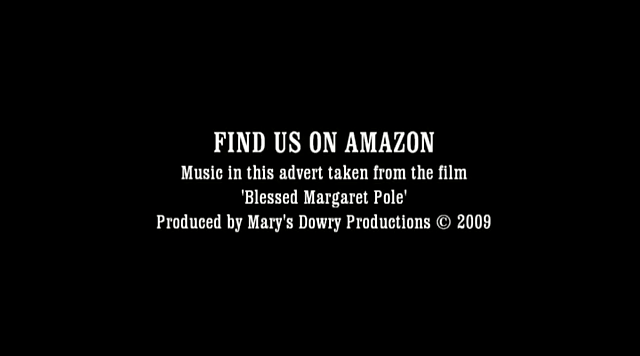 FIND US ON AMAZON
Music in this advert taken from the film
'Blessed Margaret Pole'
Produced by Mary's Dowry Productions © 2009